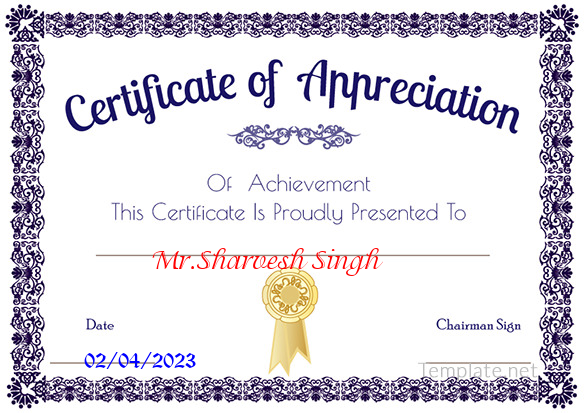 Certificate of Appreciation
Of Achievement
This Certificate Is Proudly Presented To
Mr.Sharvesh Singh
Date
Chairman Sign
02/04/2023
Template.net